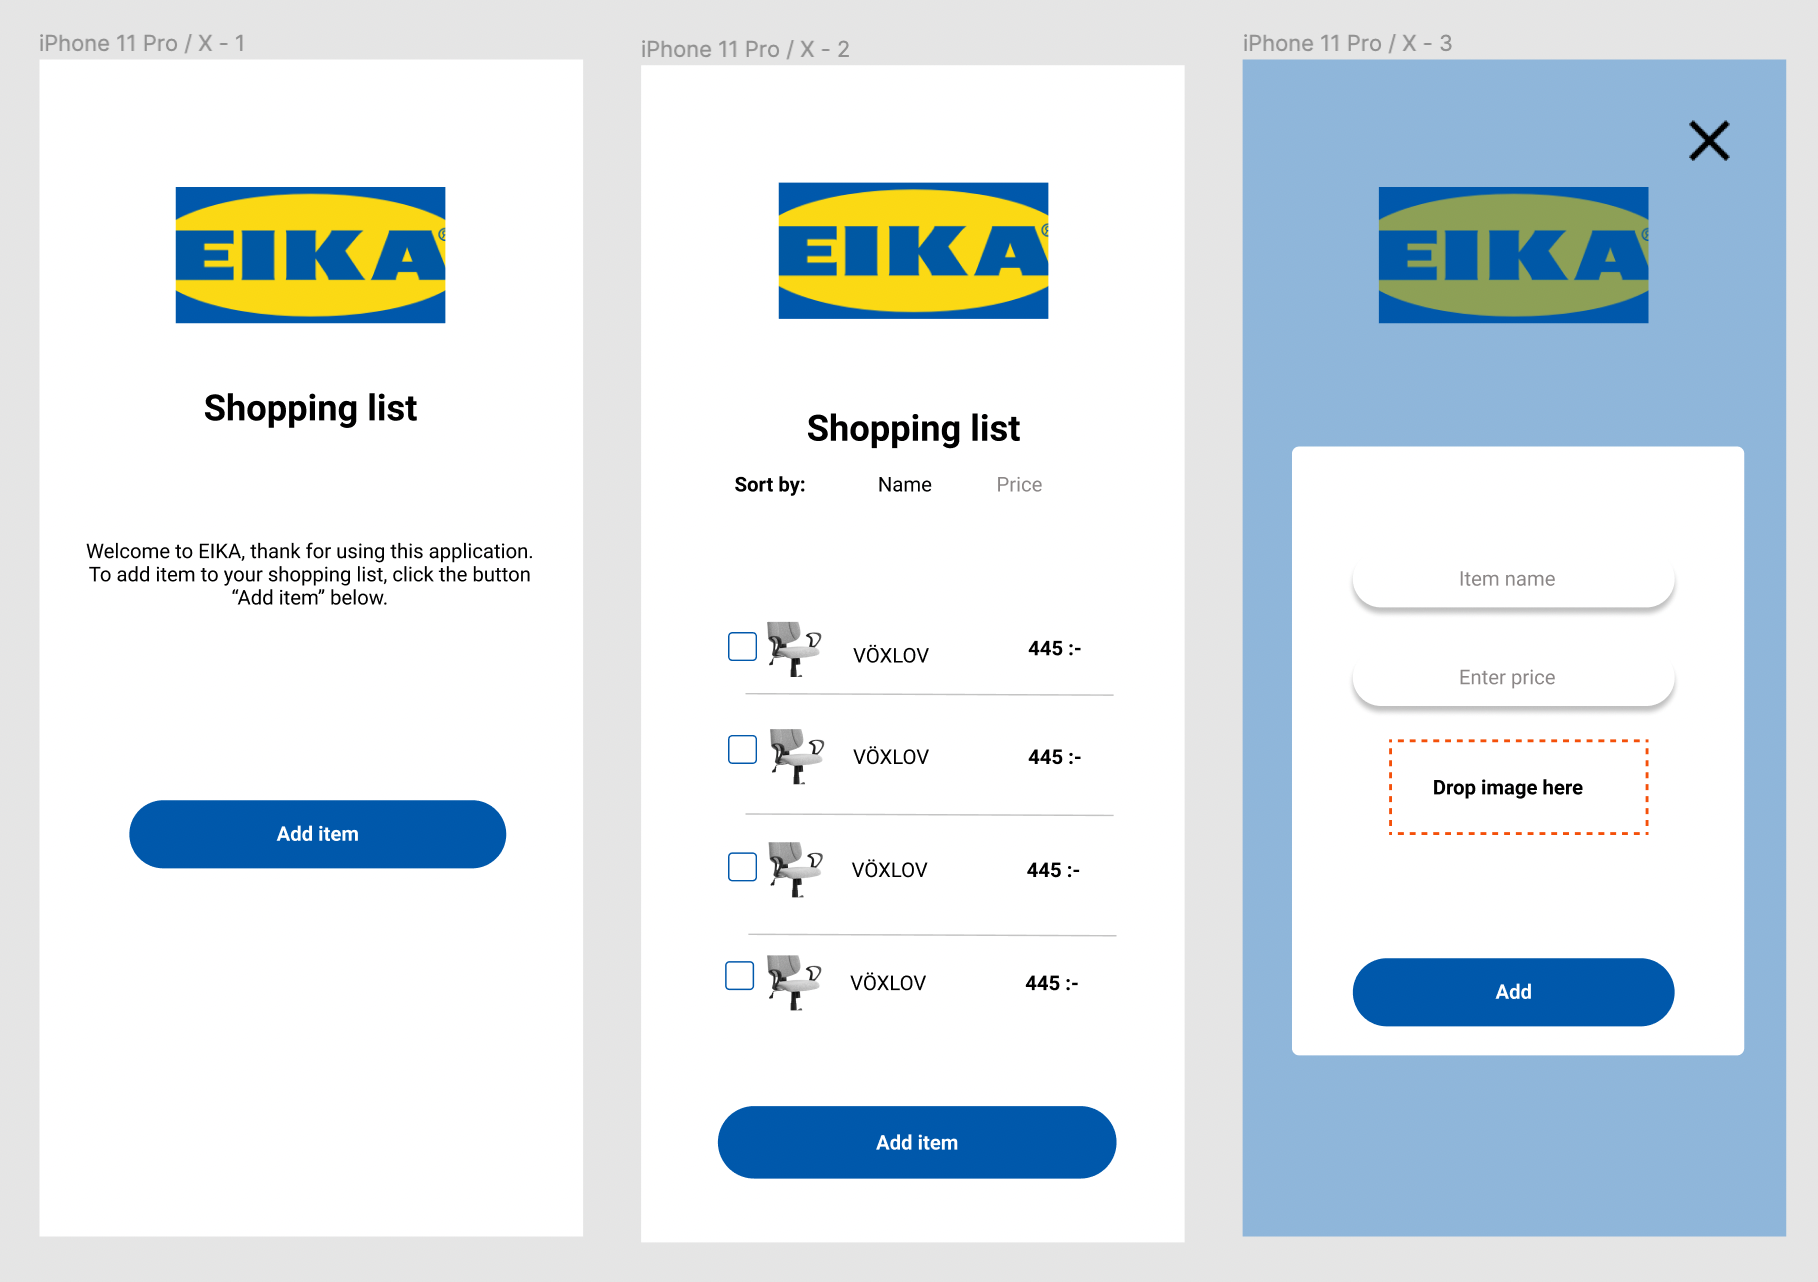 iPhone 11 Pro / X - 1
EIKA®
Shopping list
Welcome to EIKA, thank for using this application.
To add item to your shopping list, click the button
“Add item” below.
Add item
iPhone 11 Pro / X - 2
EIKA®
Shopping list
Sort by: Name Price
VÖXLOV 445 :-
VÖXLOV 445 :-
VÖXLOV 445 :-
VÖXLOV 445 :-
Add item
iPhone 11 Pro / X - 3
EIKA®
Item name
Enter price
Drop image here
Add